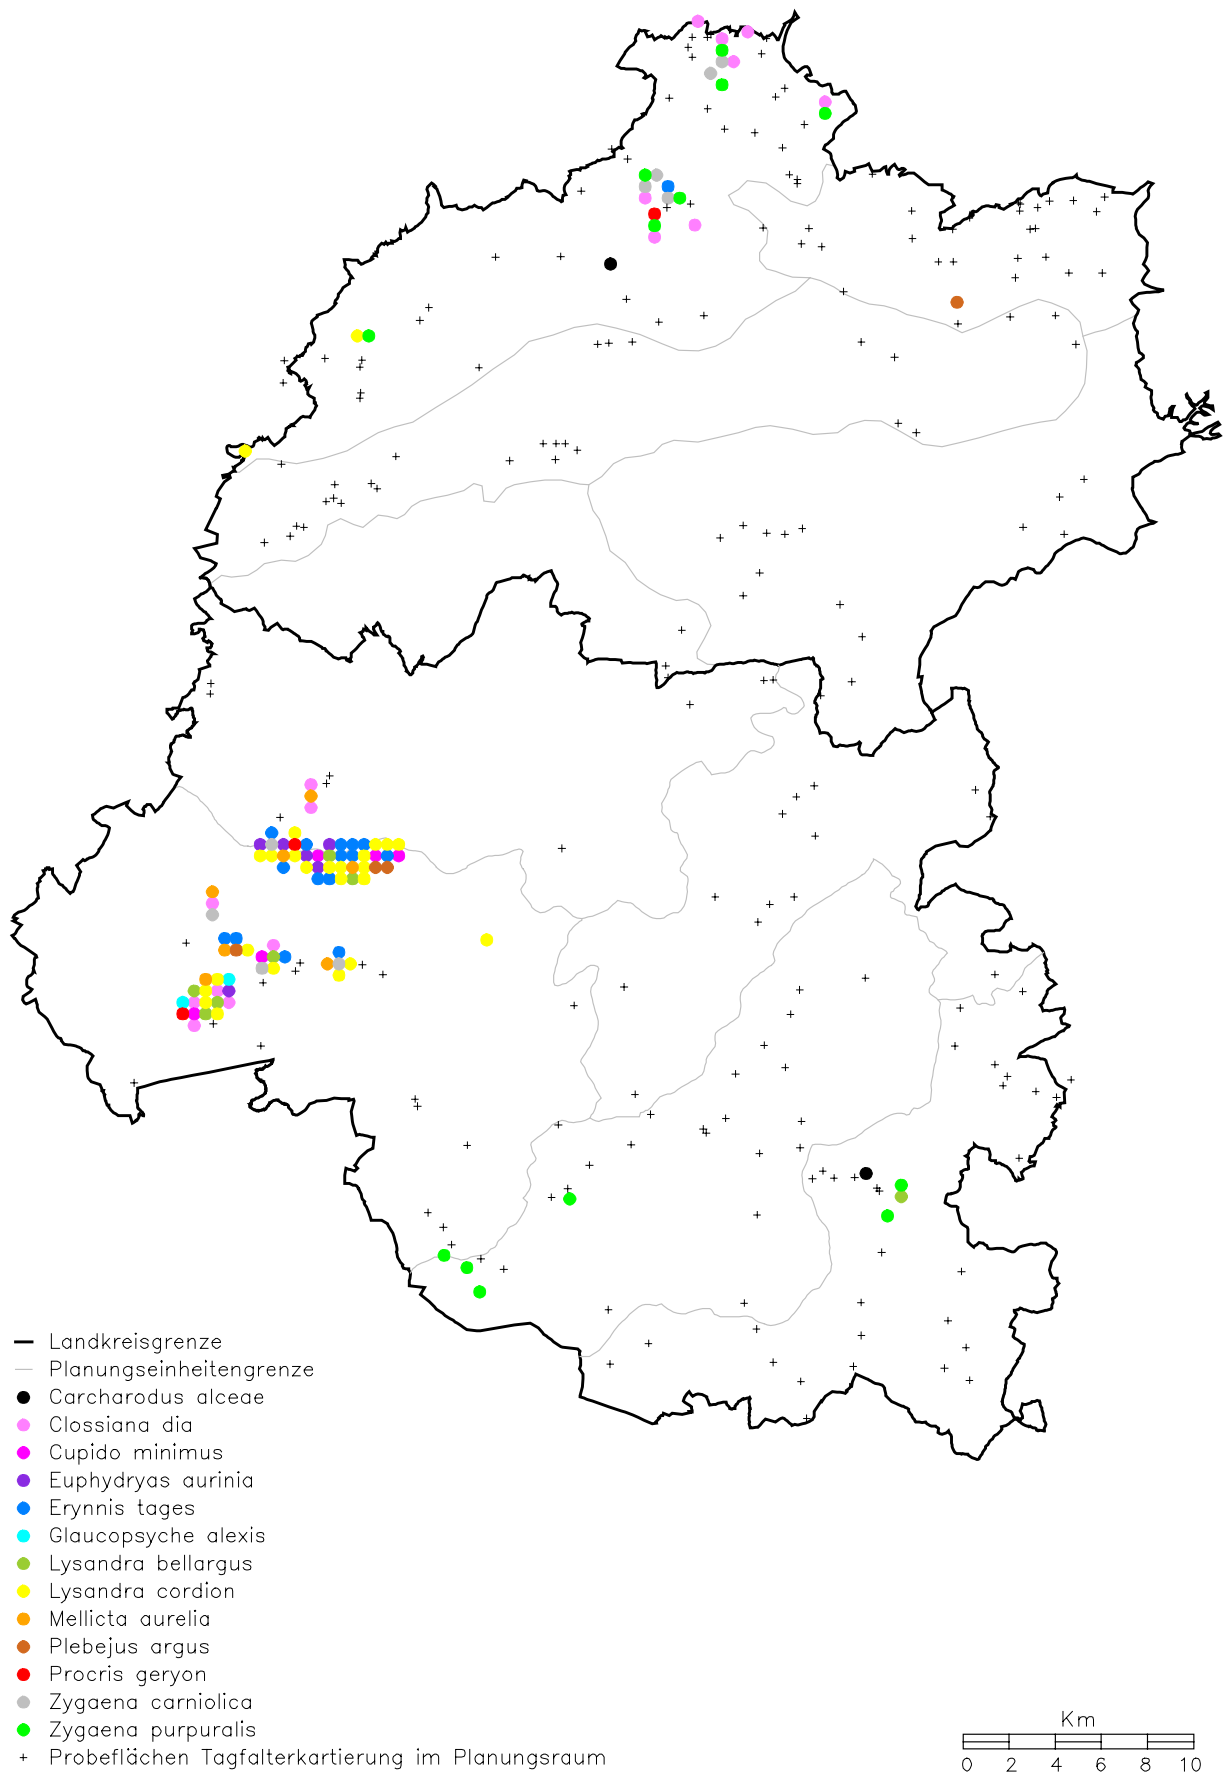 Landkreisgrenze
Planungseinheitengrenze
Carcharodus alceae
Clossiana dia
Cupido minimus
Euphydryas aurinia
Erynnis tages
Glaucopsyche alexis
Lysandra bellargus
Lysandra cordion
Mellicta aurelia
Plebejus argus
Procris geryon
Zygaena carniolica
Zygaena purpuralis
Probeflächen Tagfalterkartierung im Planungsraum
Km
0 2 4 6 8 10